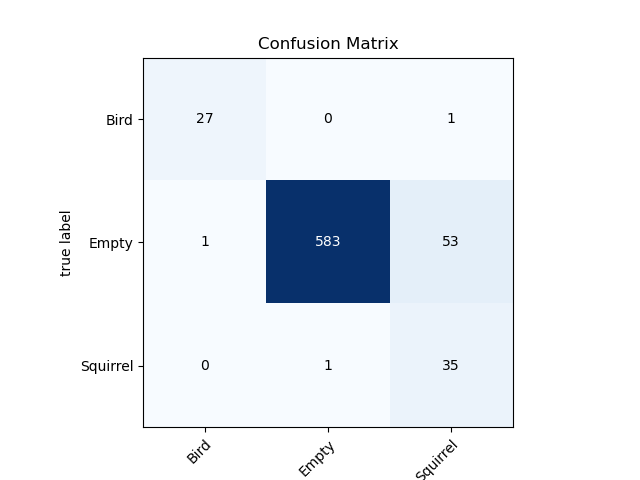 Confusion Matrix
Bird 27 0 1
Empty 1 583 53
Squirrel 0 1 35
true label
Bird Empty Squirrel